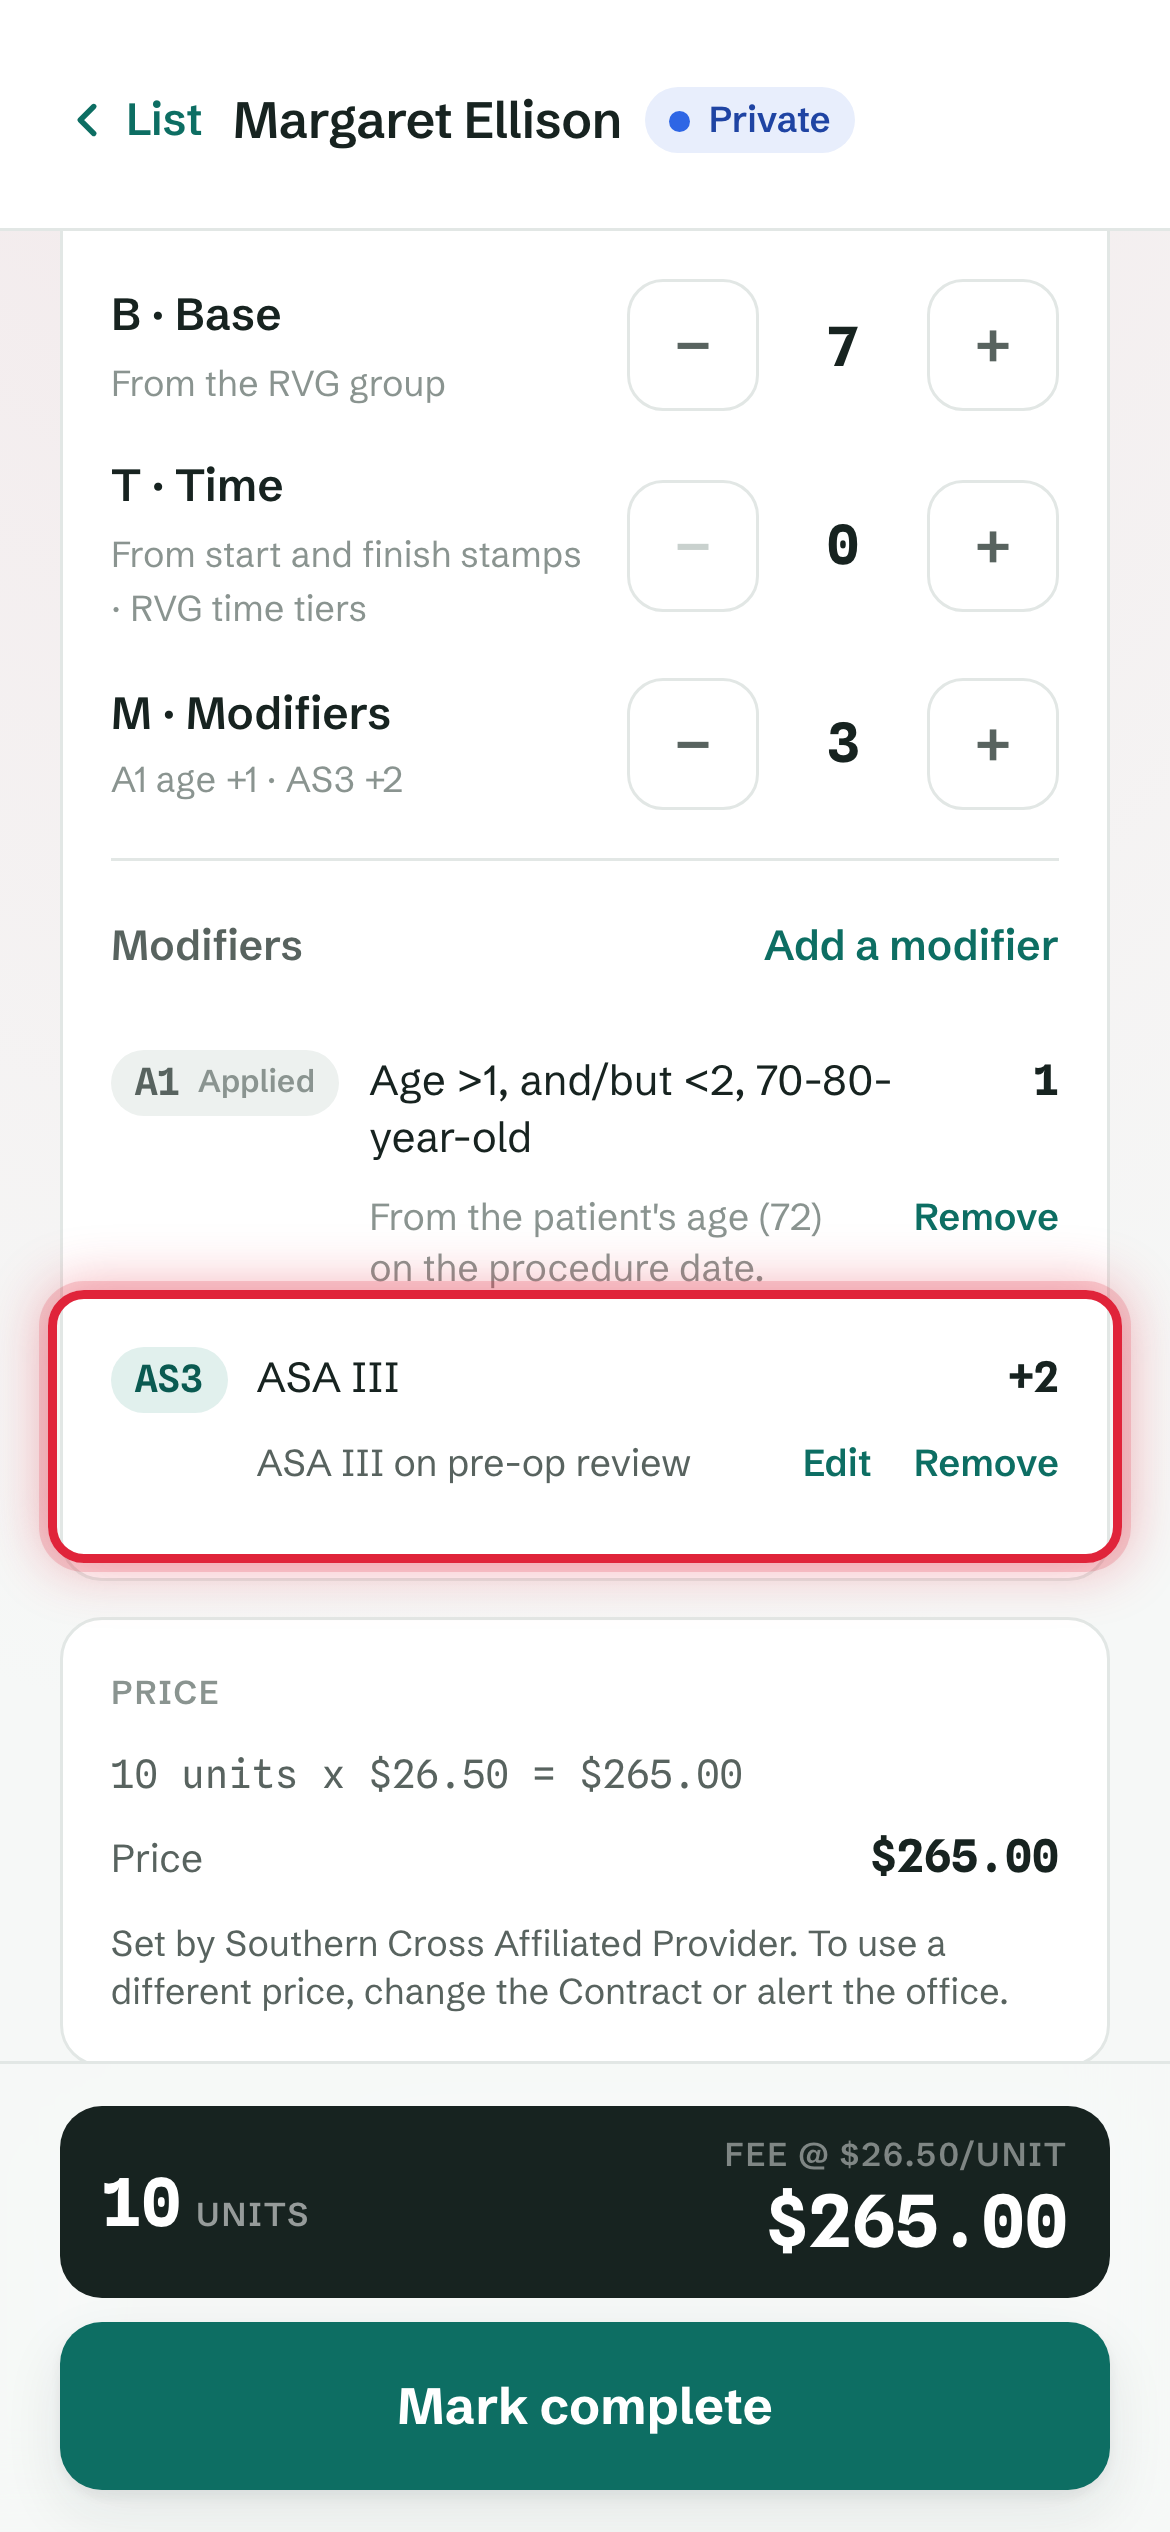 List Margaret Ellison Private
B · Base
From the RVG group
− 7 +
T · Time
From start and finish stamps
· RVG time tiers
− 0 +
M · Modifiers
A1 age +1 · AS3 +2
− 3 +
Modifiers Add a modifier
A1 Applied Age >1, and/but <2, 70-80- 1
year-old
From the patient's age (72) Remove
on the procedure date.
AS3 ASA III +2
ASA III on pre-op review Edit Remove
PRICE
10 units x $26.50 = $265.00
Price $265.00
Set by Southern Cross Affiliated Provider. To use a
different price, change the Contract or alert the office.
FEE @ $26.50/UNIT
10 UNITS $265.00
Mark complete